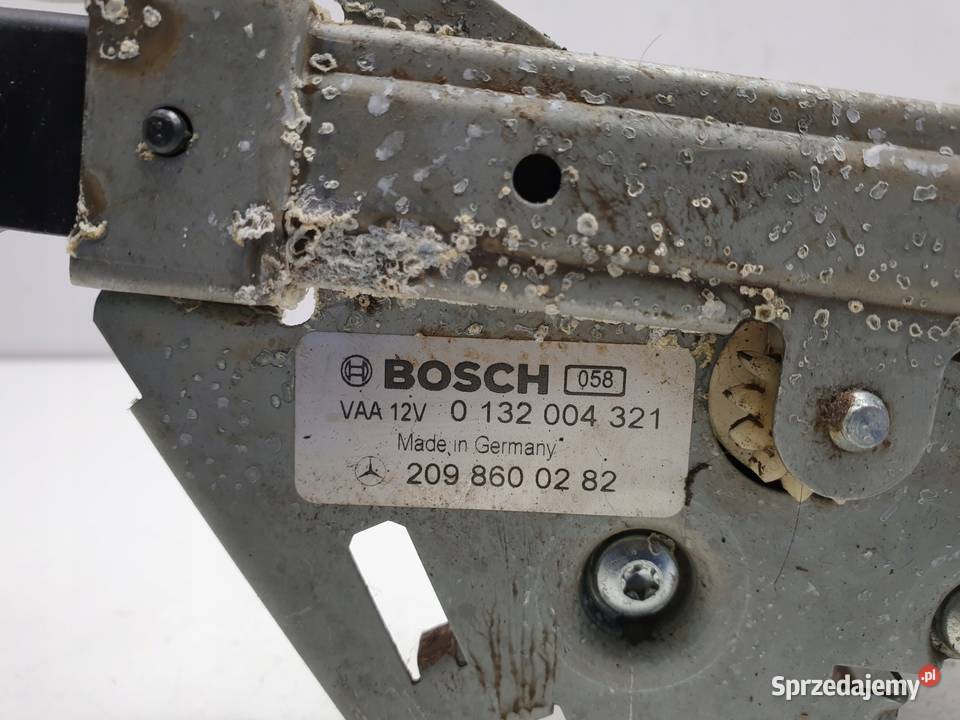 BOSCH 058
VAA 12V 0 132 004 321
Made in Germany
209 860 02 82
Sprzedajemy.pl